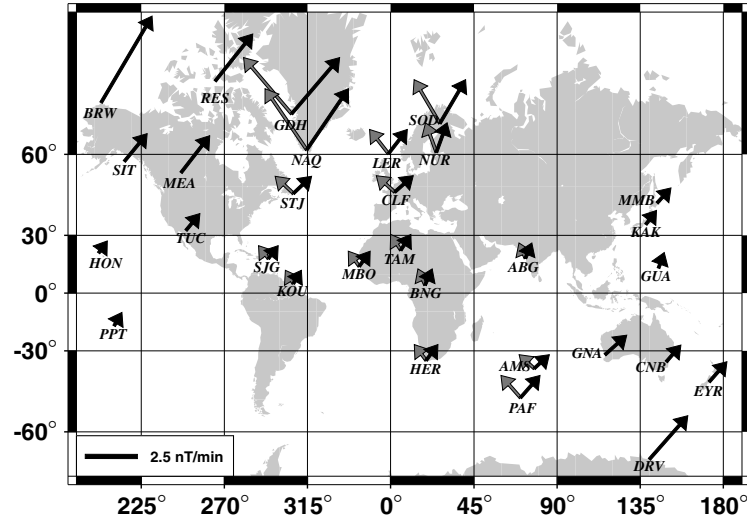 BRW
RES
GDH
SOD
NAQ
LER
NUR
60°
SIT
MEA
STJ
CLF
MMB
TUC
KAK
30°
HON
SJG
MBO
TAM
ABG
GUA
KOU
BNG
0°
PPT
-30°
HER
AMS
GNA
CNB
EYR
PAF
-60°
2.5 nT/min
DRV
225° 270° 315° 0° 45° 90° 135° 180°